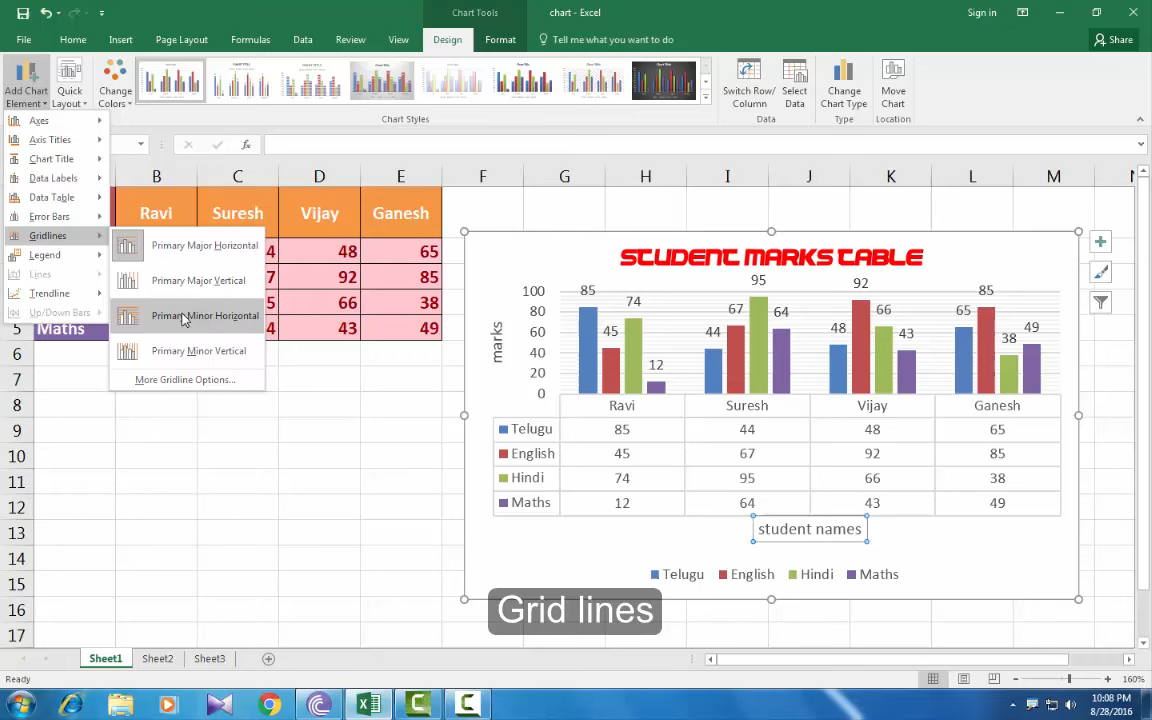 Chart Tools
chart - Excel
Sign in
File Home Insert Page Layout Formulas Data Review View Design Format Tell me what you want to do Share
Add Chart Element Quick Layout Change Colors Switch Row/ Column Select Data Change Chart Type Move Chart
Chart Styles Data Type Location
Axes
Axis Titles
Chart Title
Data Labels
Data Table
Error Bars
Gridlines
Legend
Lines
Trendline
Up/Down Bars
Primary Major Horizontal
Primary Major Vertical
Primary Minor Horizontal
Primary Minor Vertical
More Gridline Options...
fx
B C D E F G H I J K L M
Ravi Suresh Vijay Ganesh
4 48 65
7 92 85
5 66 38
5 Maths 4 43 49
6
7
8
9
10
11
12
13
14
15
16
17
STUDENT MARKS TABLE
marks
100
80
60
40
20
0
85 45 74 12 44 67 95 64 48 92 66 43 65 85 38 49
Ravi Suresh Vijay Ganesh
Telugu 85 44 48 65
English 45 67 92 85
Hindi 74 95 66 38
Maths 12 64 43 49
student names
Telugu English Hindi Maths
Grid lines
Sheet1 Sheet2 Sheet3
Ready
160%
10:08 PM
8/28/2016